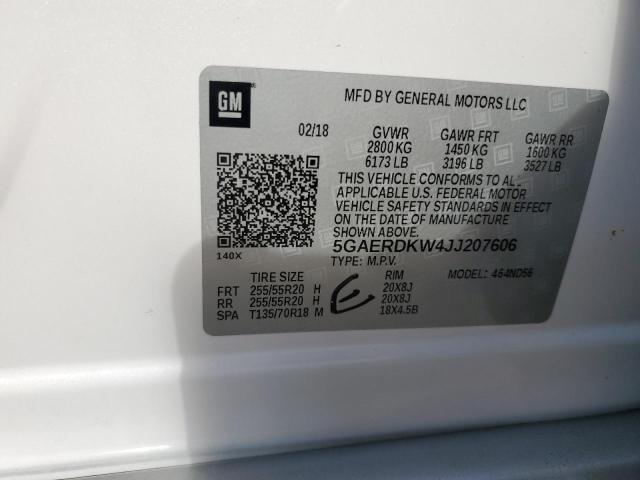 GM
MFD BY GENERAL MOTORS LLC
02/18 GVWR GAWR FRT GAWR RR
2800 KG 1450 KG 1600 KG
6173 LB 3196 LB 3527 LB
THIS VEHICLE CONFORMS TO ALL
APPLICABLE U.S. FEDERAL MOTOR
VEHICLE SAFETY STANDARDS IN EFFECT
ON THE DATE OF MANUFACTURE
5GAERDKW4JJ207606
140X TYPE: M.P.V.
TIRE SIZE RIM MODEL: 464ND56
FRT 255/55R20 H 20X8J
RR 255/55R20 H 20X8J
SPA T135/70R18 M 18X4.5B